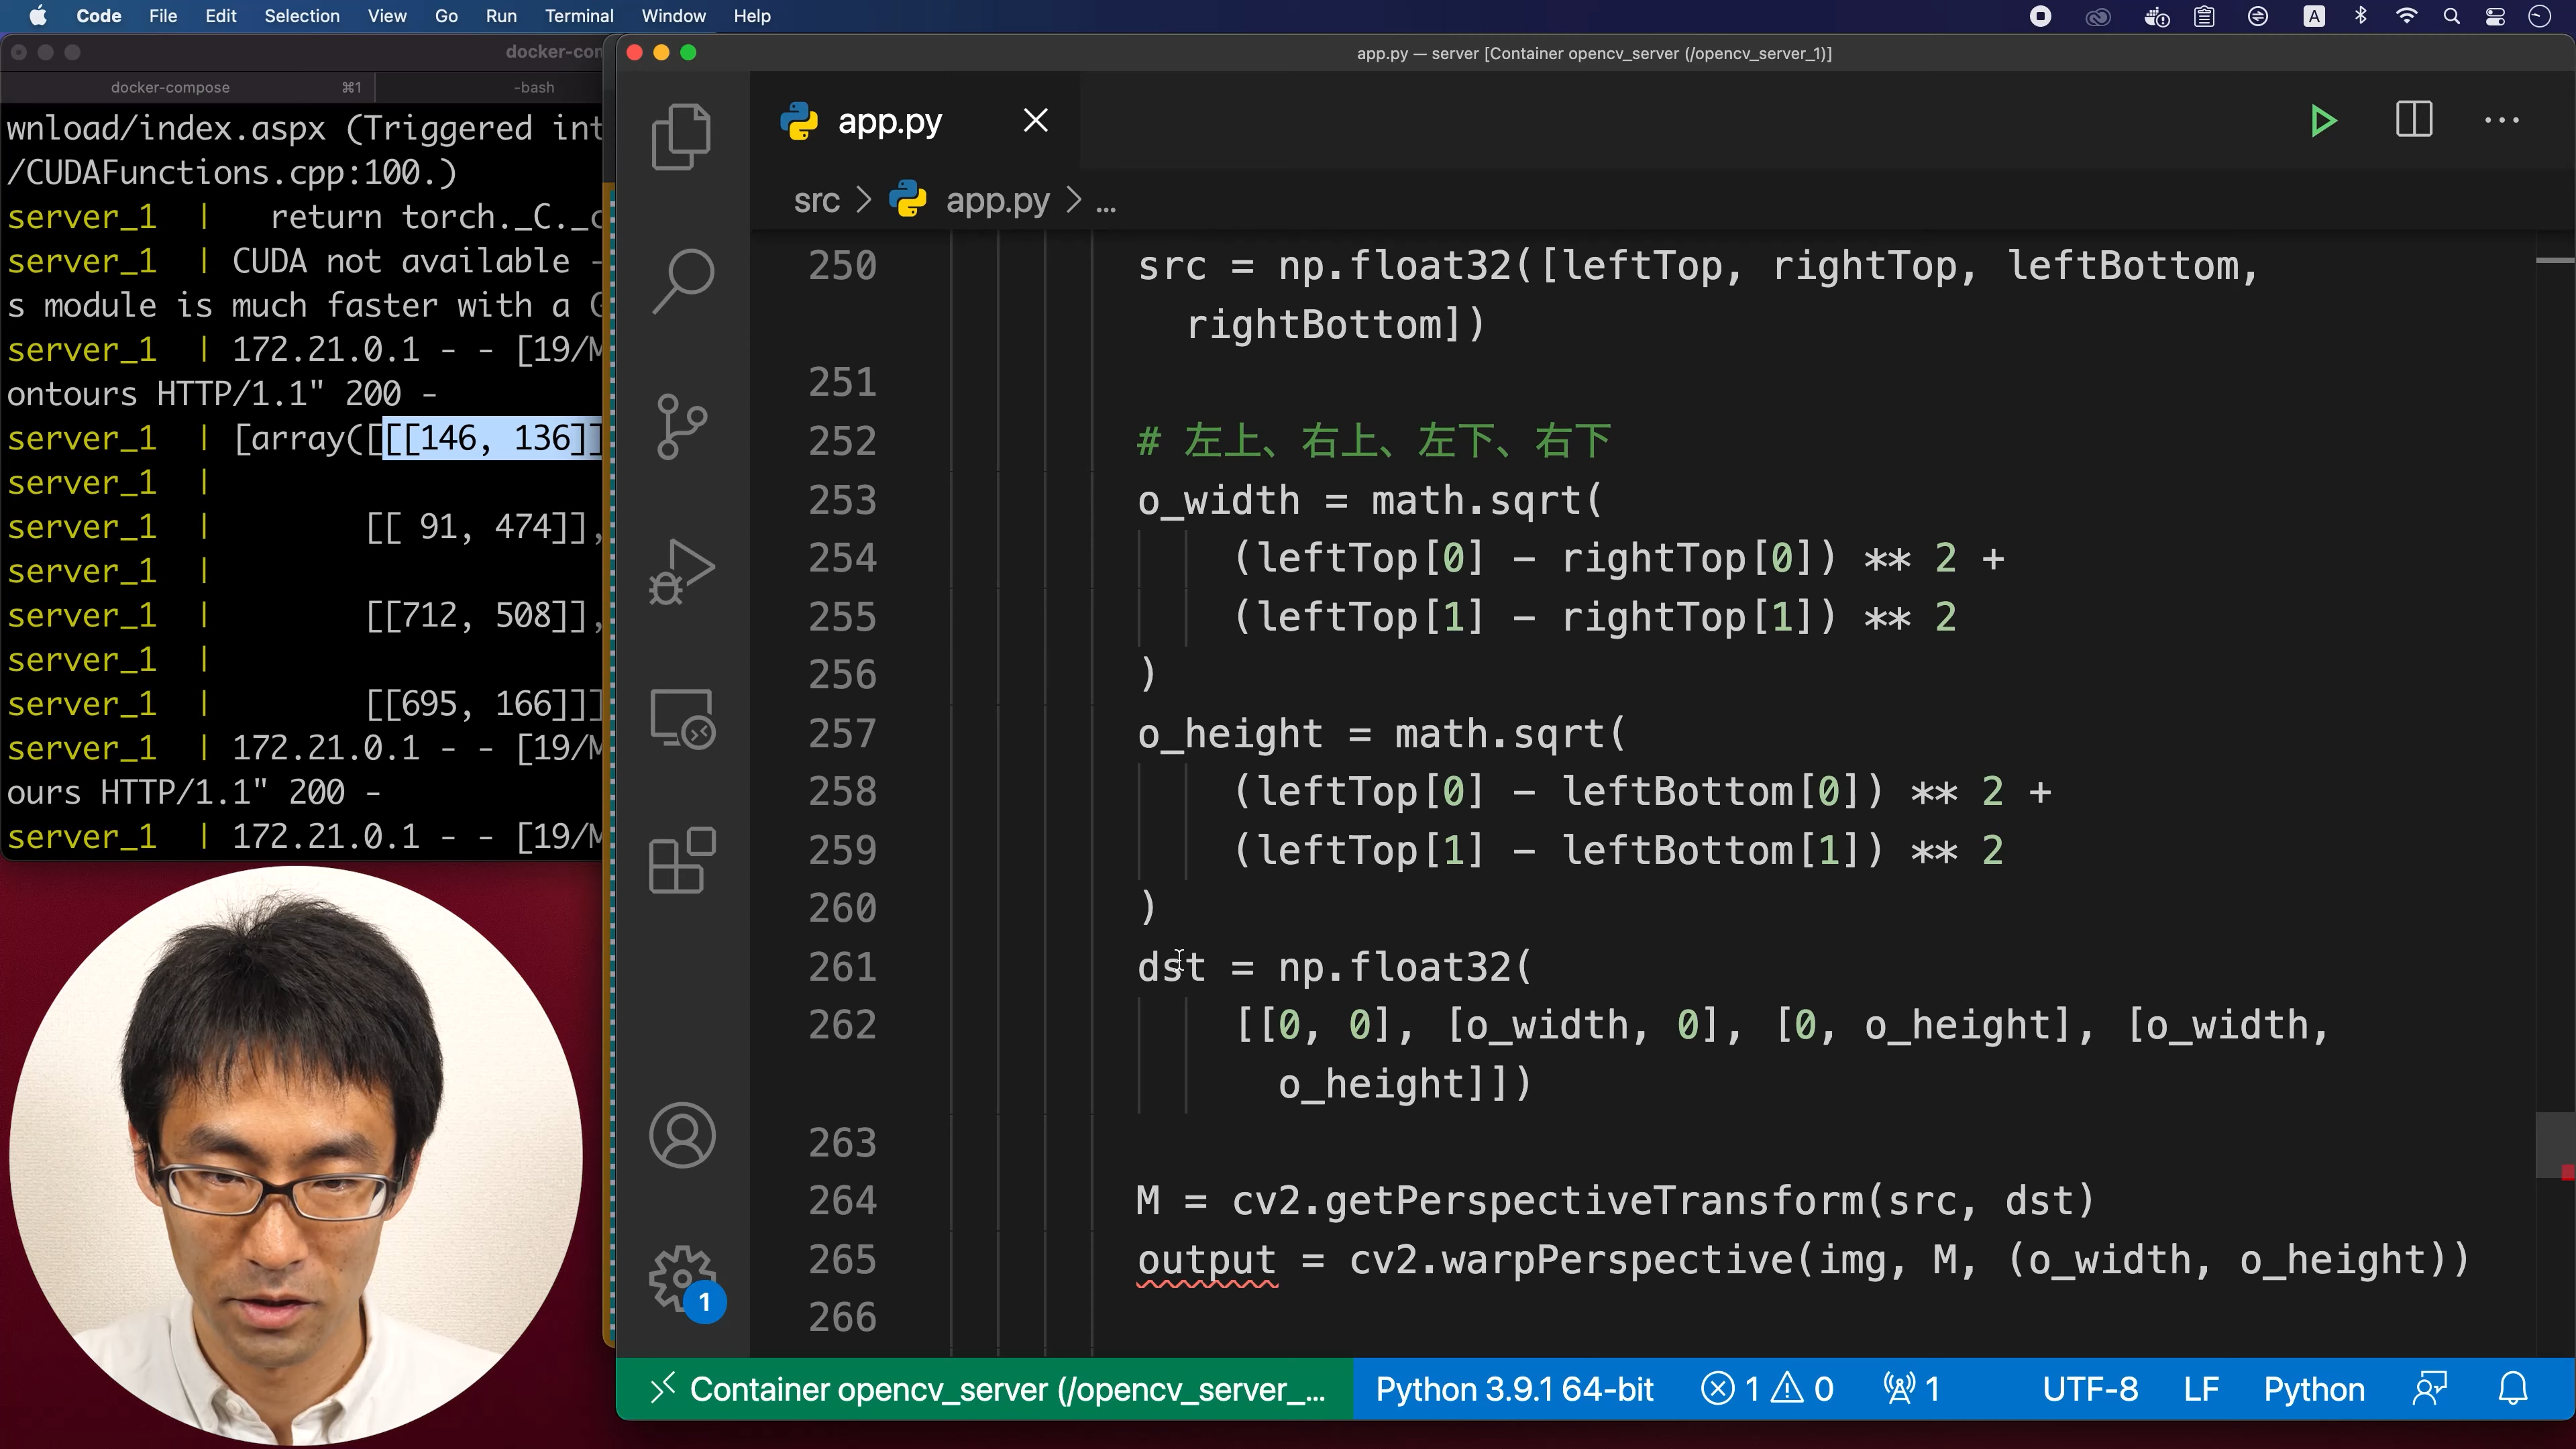 Code File Edit Selection View Go Run Terminal Window Help
A
docker-con
docker-compose ⌘1 -bash
wnload/index.aspx (Triggered int
/CUDAFunctions.cpp:100.)
server_1 | return torch._C._c
server_1 | CUDA not available -
s module is much faster with a G
server_1 | 172.21.0.1 - - [19/M
ontours HTTP/1.1" 200 -
server_1 | [array([[[146, 136]]
server_1 |
server_1 | [[ 91, 474]],
server_1 |
server_1 | [[712, 508]],
server_1 |
server_1 | [[695, 166]]]
server_1 | 172.21.0.1 - - [19/M
ours HTTP/1.1" 200 -
server_1 | 172.21.0.1 - - [19/M
app.py — server [Container opencv_server (/opencv_server_1)]
app.py
src > app.py > ...
250 src = np.float32([leftTop, rightTop, leftBottom,
rightBottom])
251
252 # 左上、右上、左下、右下
253 o_width = math.sqrt(
254 (leftTop[0] - rightTop[0]) ** 2 +
255 (leftTop[1] - rightTop[1]) ** 2
256 )
257 o_height = math.sqrt(
258 (leftTop[0] - leftBottom[0]) ** 2 +
259 (leftTop[1] - leftBottom[1]) ** 2
260 )
261 dst = np.float32(
262 [[0, 0], [o_width, 0], [0, o_height], [o_width,
o_height]])
263
264 M = cv2.getPerspectiveTransform(src, dst)
265 output = cv2.warpPerspective(img, M, (o_width, o_height))
266
1
Container opencv_server (/opencv_server_... Python 3.9.1 64-bit 1 0 1 UTF-8 LF Python